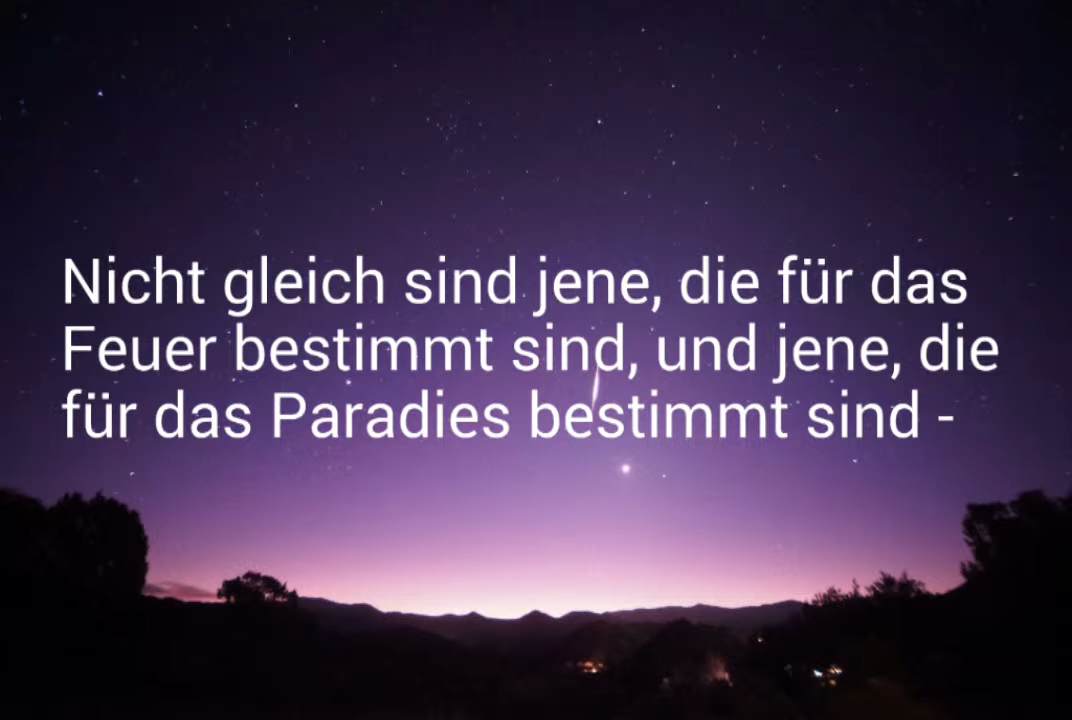 Nicht gleich sind jene, die für das
Feuer bestimmt sind, und jene, die
für das Paradies bestimmt sind -